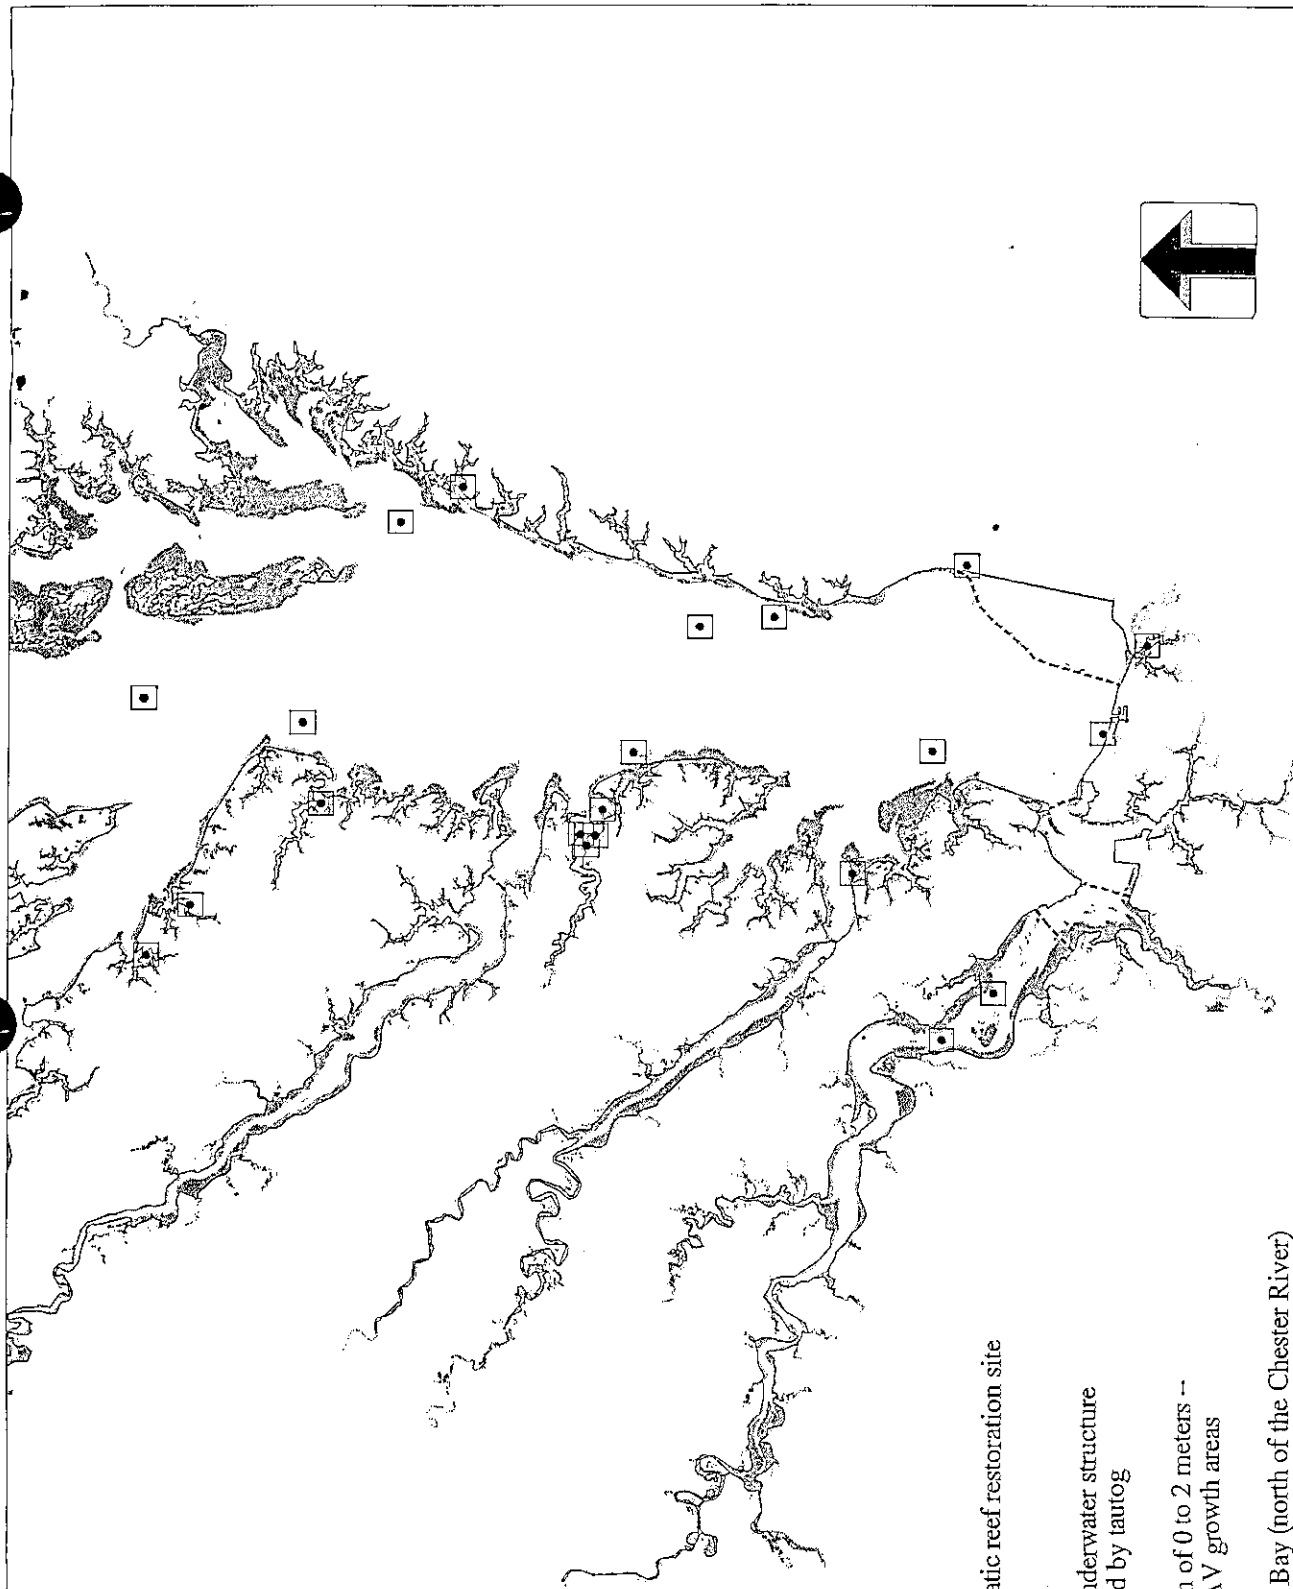 atic reef restoration site
nderwater structure
d by tautog
n of 0 to 2 meters --
AV growth areas
Bay (north of the Chester River)